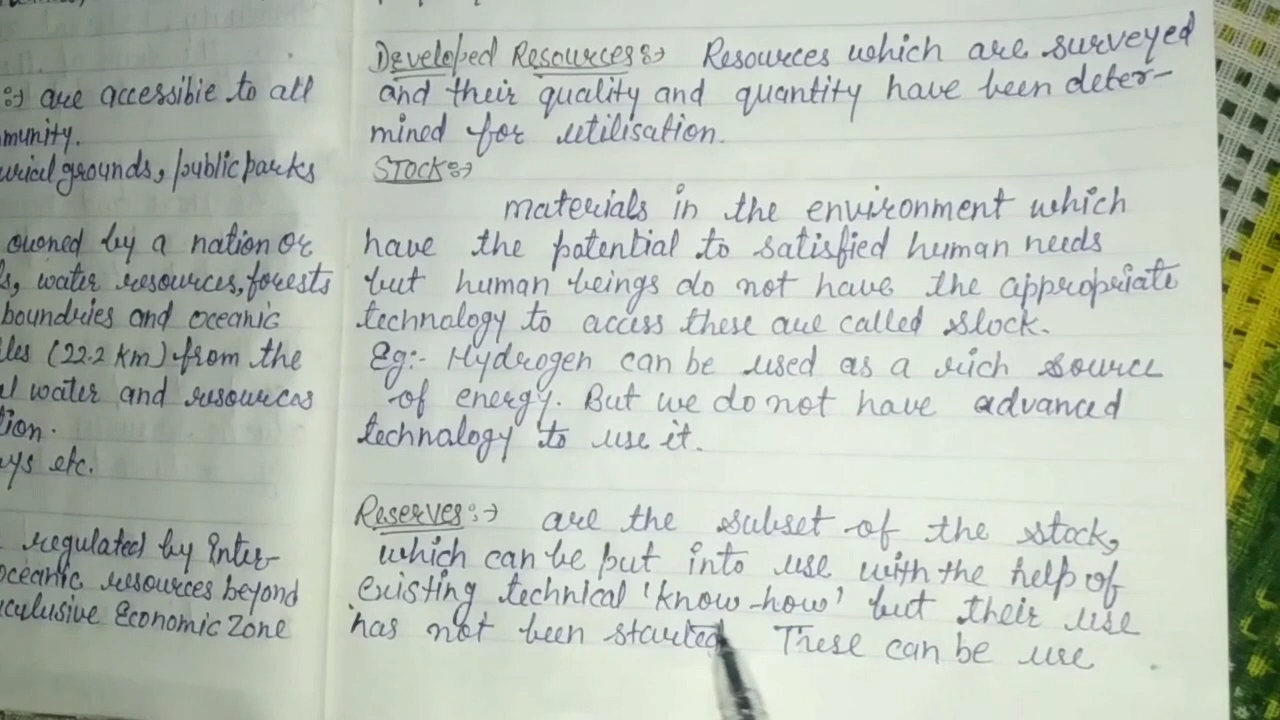 :→ are accessible to all
munity.
urial grounds, public parks
owned by a nation or
s, water resources, forests
boundries and oceanic
les (22.2 Km) from the
l water and resources
tion.
ys etc.
regulated by Inter-
oceanic resources beyond
xculusive Economic Zone
Developed Resources:→ Resources which are surveyed
and their quality and quantity have been deter-
mined for utilisation.
STOCK:→
materials in the environment which
have the potential to satisfied human needs
but human beings do not have the appropriate
technology to access these are called stock.
Eg:- Hydrogen can be used as a rich source
of energy. But we do not have advanced
technology to use it.
Reserves:→ are the subset of the stock,
which can be but into use with the help of
existing technical 'know-how' but their use
has not been started These can be use